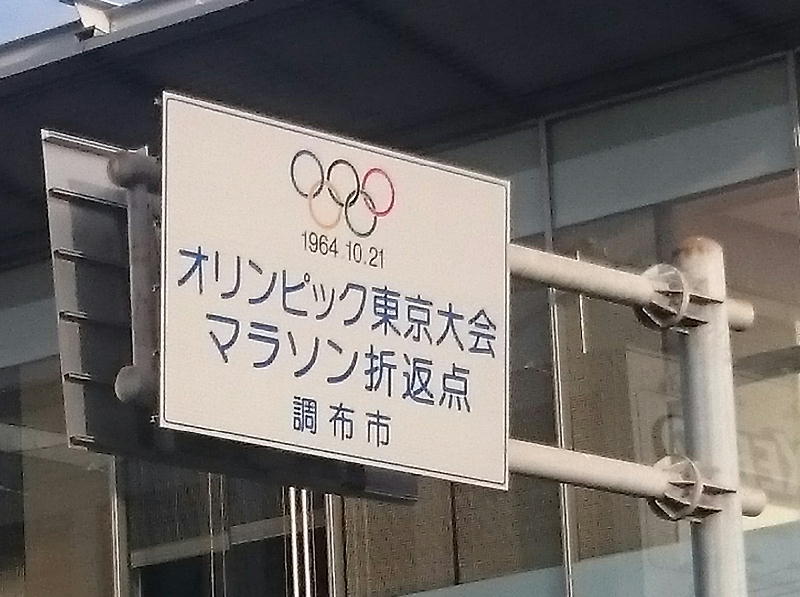 1964 10.21
オリンピック東京大会
マラソン折返点
調布市